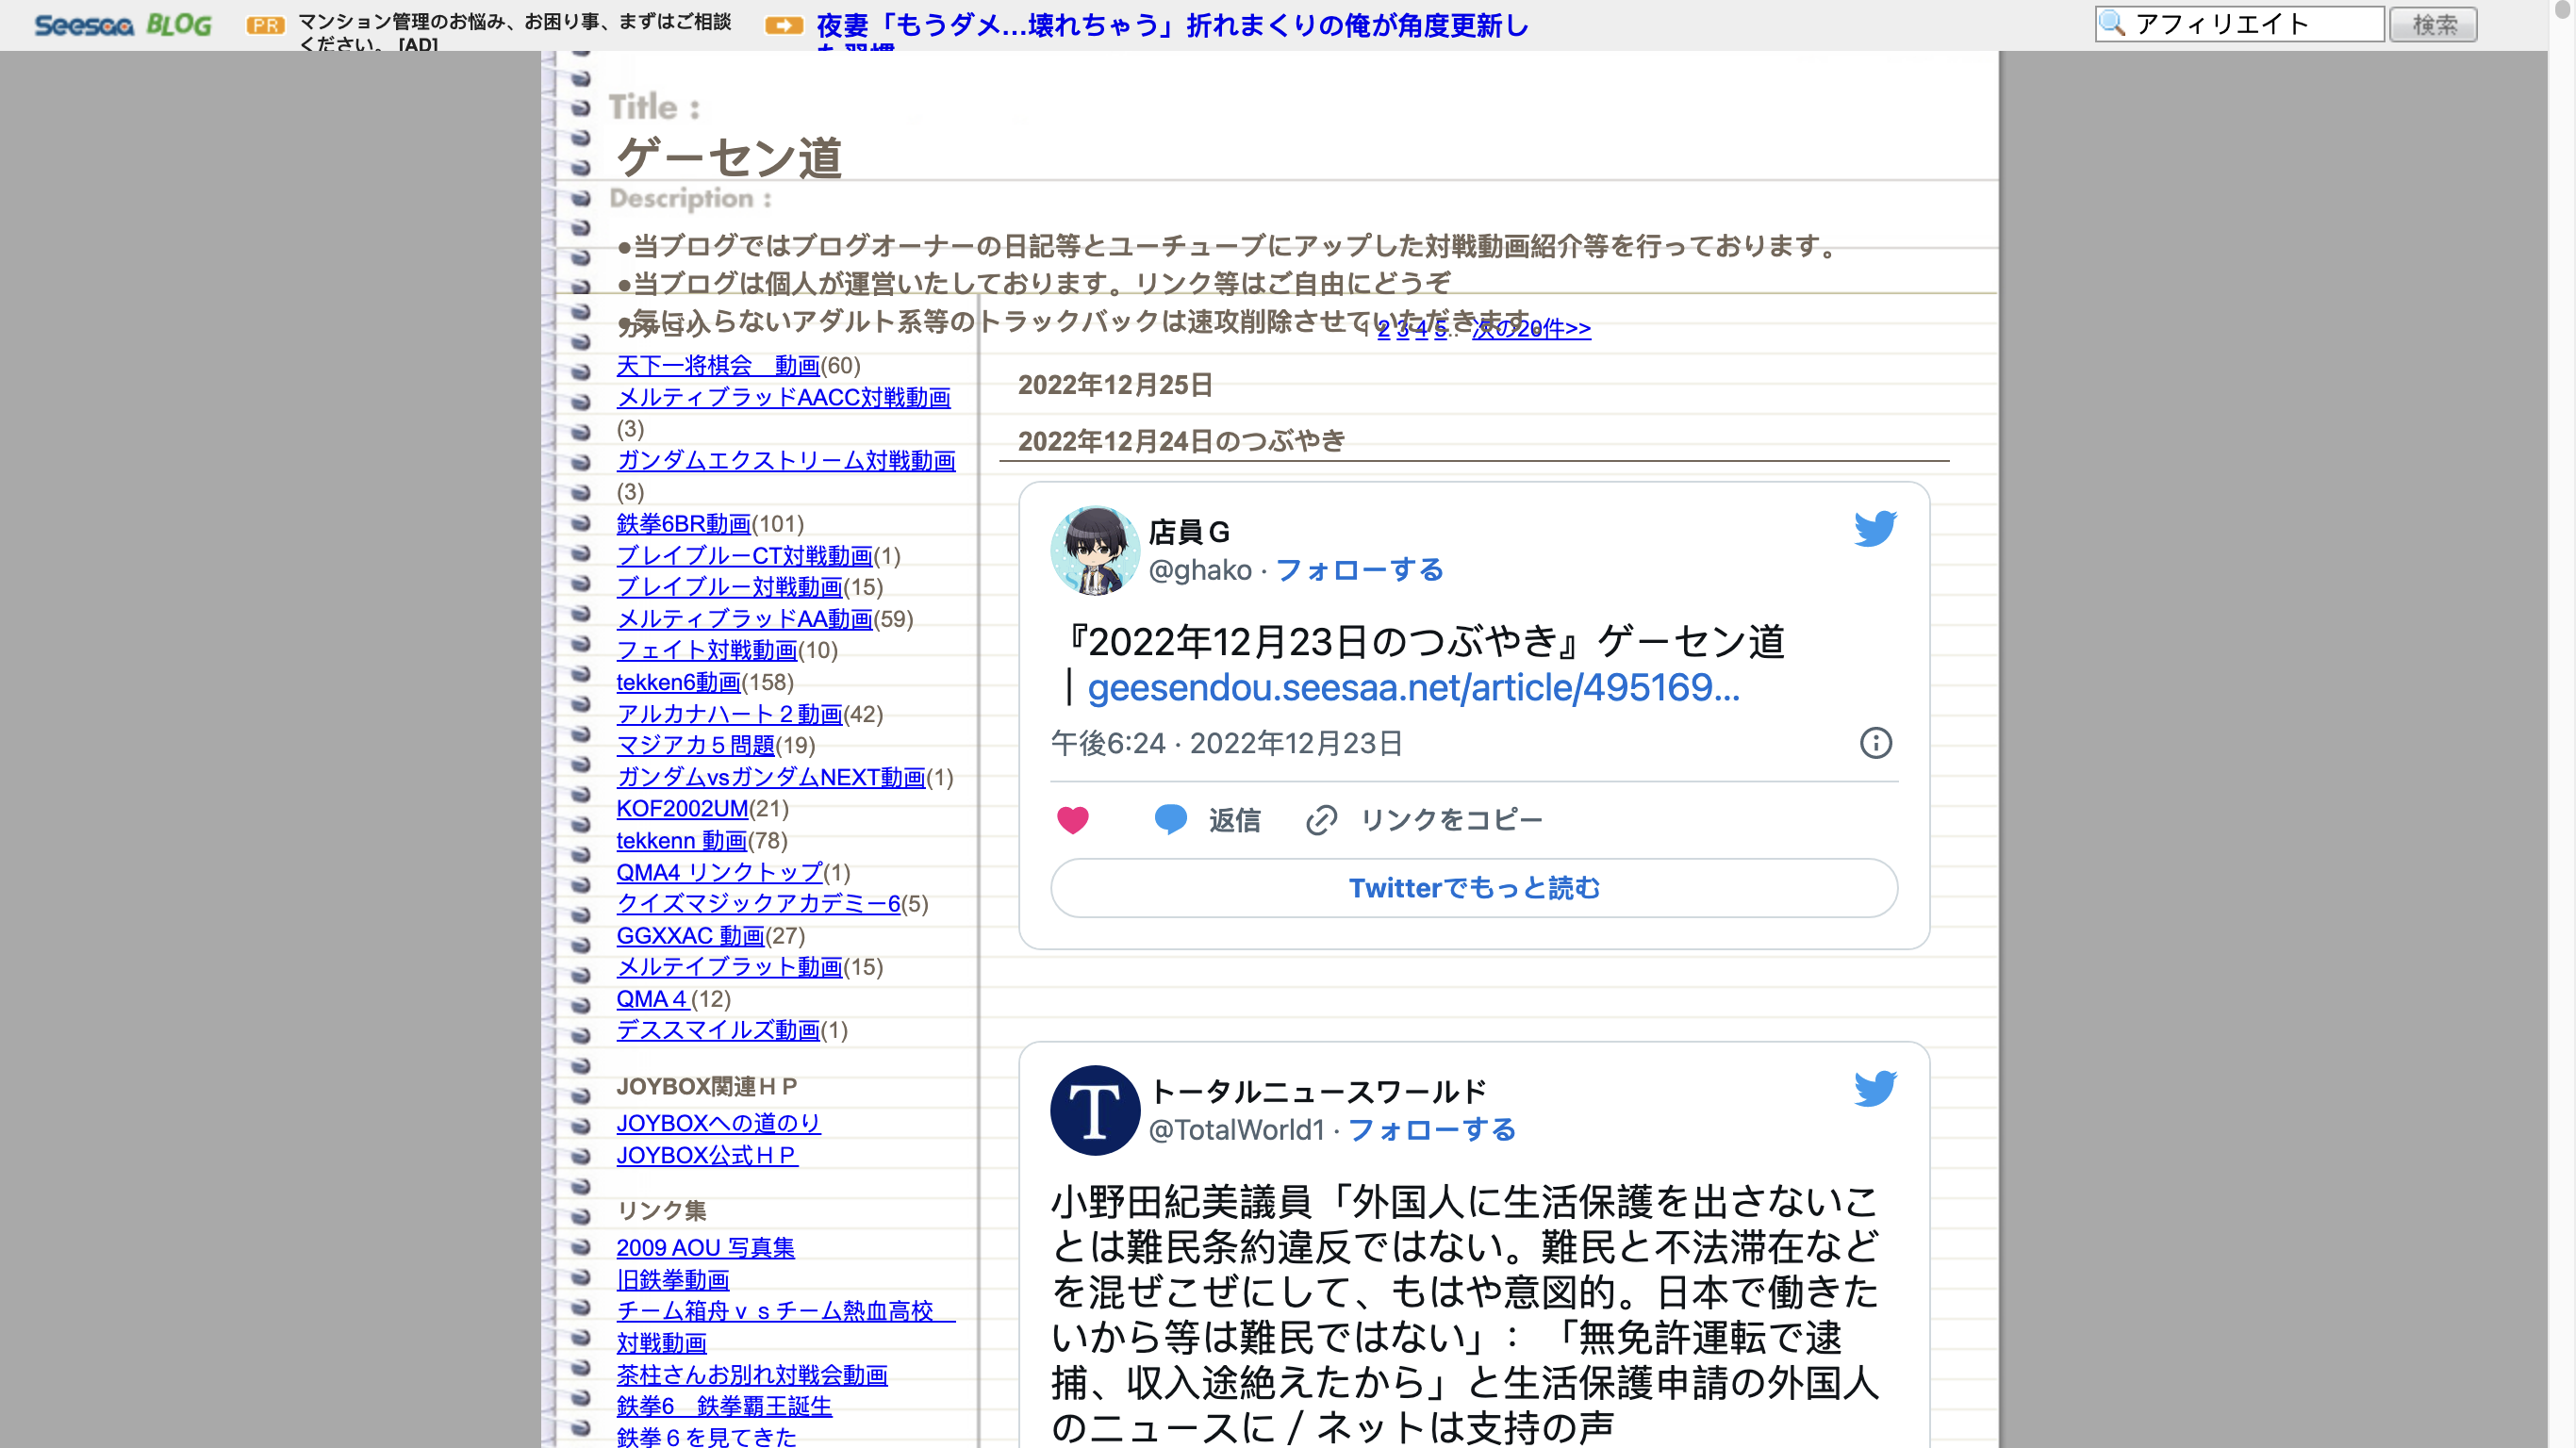 Seesaa BLOG
PR
マンション管理のお悩み、お困り事、まずはご相談
ください。 [AD]
夜妻「もうダメ...壊れちゃう」折れまくりの俺が角度更新し
た習慣
アフィリエイト
検索
Title :
ゲーセン道
Description :
●当ブログではブログオーナーの日記等とユーチューブにアップした対戦動画紹介等を行っております。
●当ブログは個人が運営いたしております。リンク等はご自由にどうぞ
●気に入らないアダルト系等のトラックバックは速攻削除させていただきます。
カテゴリ
1 2 3 4 5.. 次の20件>>
天下一将棋会　動画(60)
メルティブラッドAACC対戦動画
(3)
ガンダムエクストリーム対戦動画
(3)
鉄拳6BR動画(101)
ブレイブルーCT対戦動画(1)
ブレイブルー対戦動画(15)
メルティブラッドAA動画(59)
フェイト対戦動画(10)
tekken6動画(158)
アルカナハート２動画(42)
マジアカ５問題(19)
ガンダムvsガンダムNEXT動画(1)
KOF2002UM(21)
tekkenn 動画(78)
QMA4 リンクトップ(1)
クイズマジックアカデミー6(5)
GGXXAC 動画(27)
メルテイブラット動画(15)
QMA４(12)
デススマイルズ動画(1)
JOYBOX関連ＨＰ
JOYBOXへの道のり
JOYBOX公式ＨＰ
リンク集
2009 AOU 写真集
旧鉄拳動画
チーム箱舟ｖｓチーム熱血高校　
対戦動画
茶柱さんお別れ対戦会動画
鉄拳6　鉄拳覇王誕生
鉄拳６を見てきた
2022年12月25日
2022年12月24日のつぶやき
店員Ｇ
@ghako · フォローする
『2022年12月23日のつぶやき』ゲーセン道
｜geesendou.seesaa.net/article/495169…
午後6:24 · 2022年12月23日
返信
リンクをコピー
Twitterでもっと読む
T
トータルニュースワールド
@TotalWorld1 · フォローする
小野田紀美議員「外国人に生活保護を出さないこ
とは難民条約違反ではない。難民と不法滞在など
を混ぜこぜにして、もはや意図的。日本で働きた
いから等は難民ではない」：「無免許運転で逮
捕、収入途絶えたから」と生活保護申請の外国人
のニュースに / ネットは支持の声